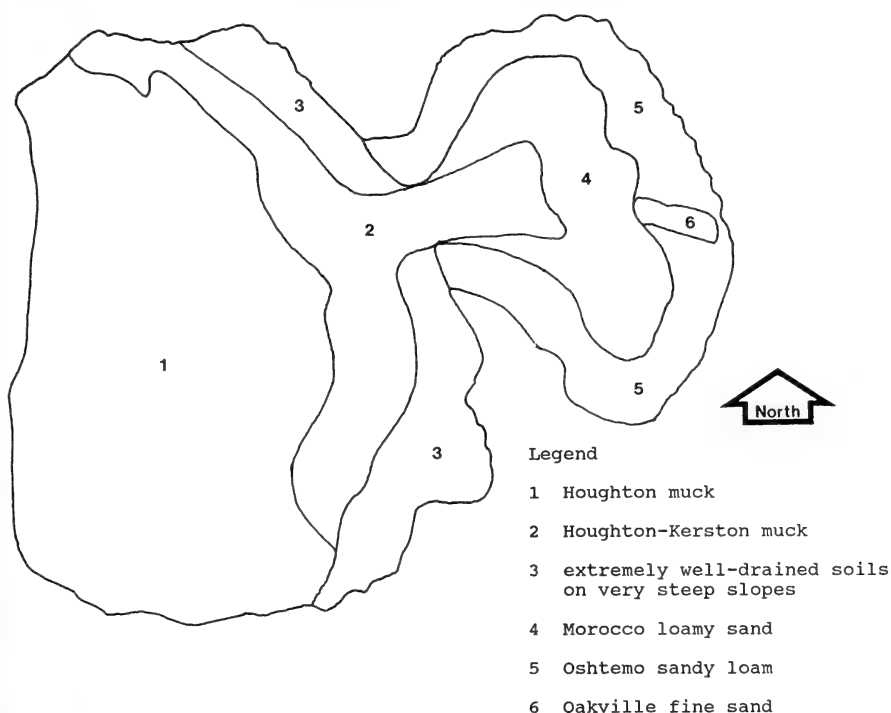 3
5
4
6
2
1
5
North
3
Legend
1 Houghton muck
2 Houghton-Kerston muck
3 extremely well-drained soils
on very steep slopes
4 Morocco loamy sand
5 Oshtemo sandy loam
6 Oakville fine sand